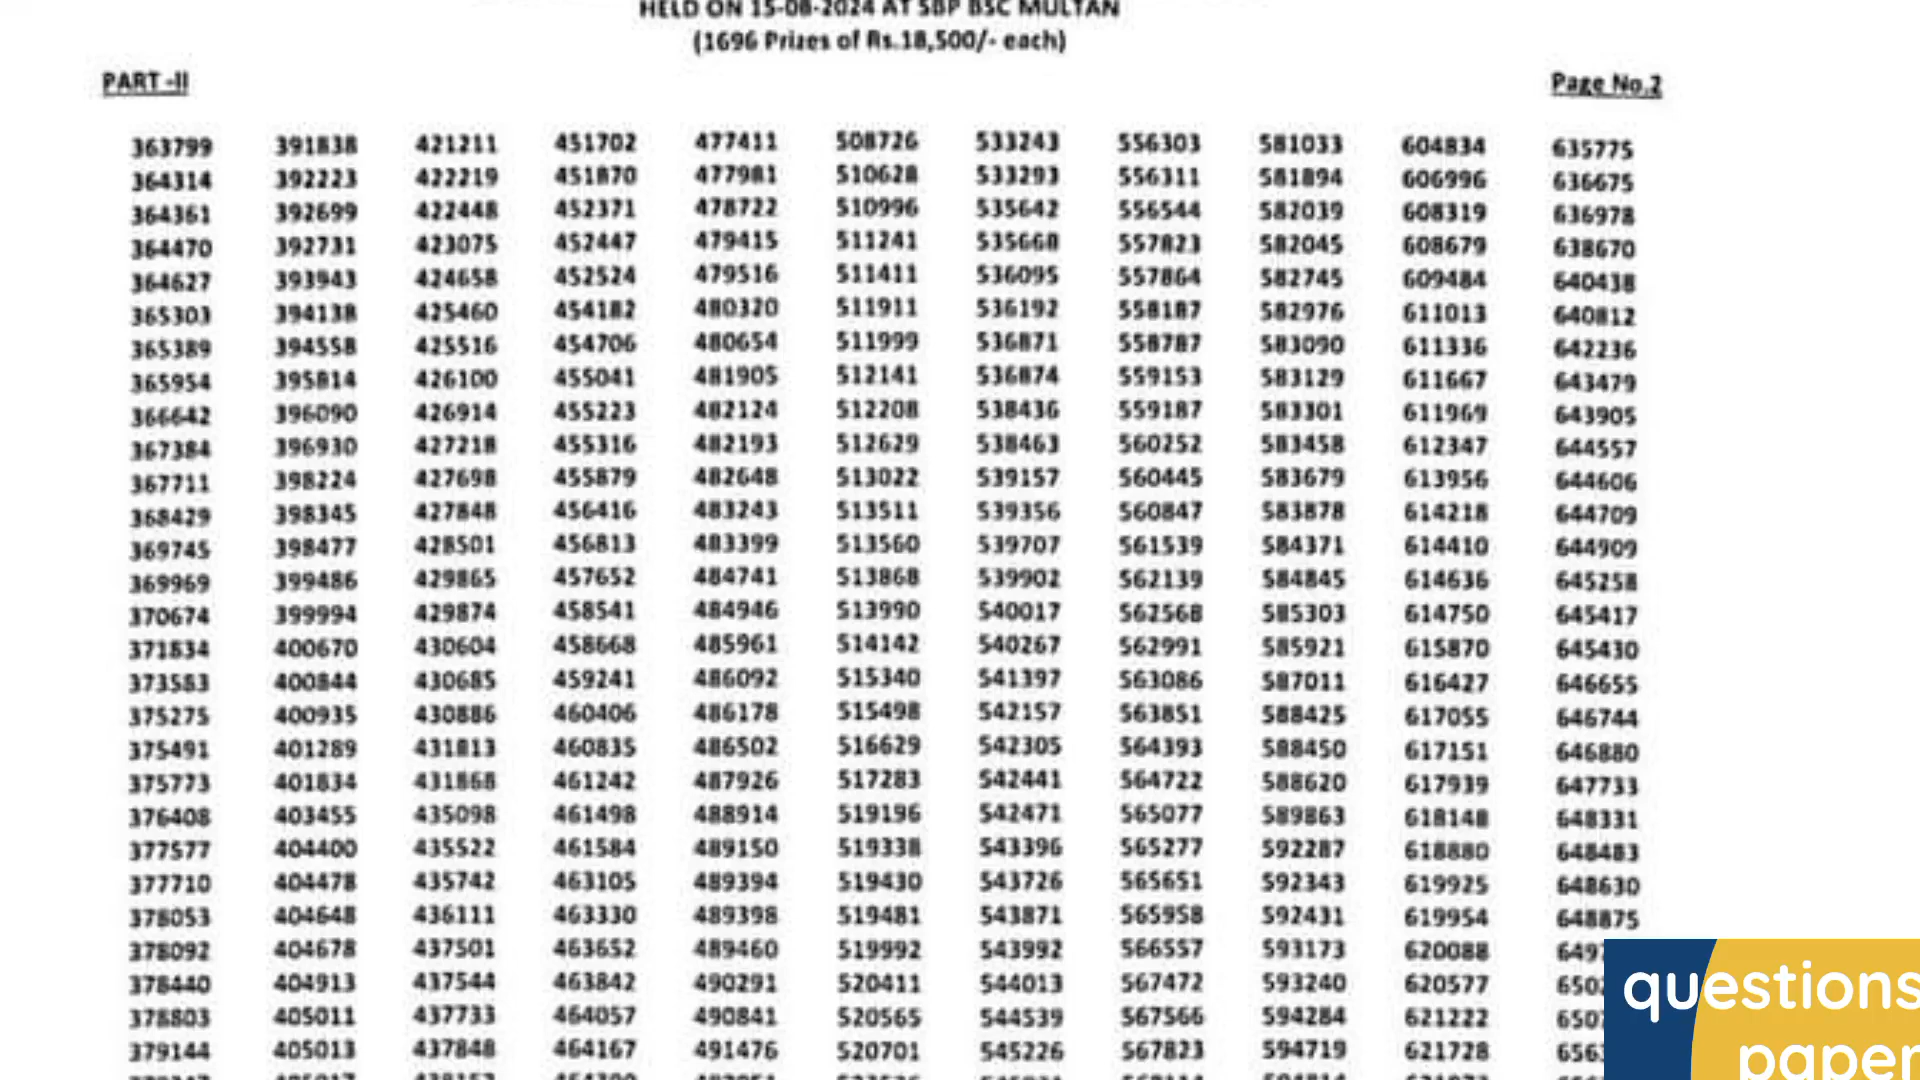 HELD ON 15-08-2024 AT SBP BSC MULTAN
(1696 Prizes of Rs.18,500/- each)
PART -II Page No.2
363799 391838 421211 451702 477411 508726 533243 556303 581033 604834 635775
364314 392223 422219 451870 477981 510628 533293 556311 581894 606996 636675
364361 392699 422448 452371 478722 510996 535642 556544 582039 608319 636978
364470 392731 423075 452447 479415 511241 535668 557823 582045 608679 638670
364627 393943 424658 452524 479516 511411 536095 557864 582745 609484 640438
365303 394138 425460 454182 480320 511911 536192 558187 582976 611013 640812
365389 394558 425516 454706 480654 511999 536871 558787 583090 611336 642236
365954 395814 426100 455041 481905 512141 536874 559153 583129 611667 643479
366642 396090 426914 455223 482124 512208 538436 559187 583301 611969 643905
367384 396930 427218 455316 482193 512629 538463 560252 583458 612347 644557
367711 398224 427698 455879 482648 513022 539157 560445 583679 613956 644606
368429 398345 427848 456416 483243 513511 539356 560847 583878 614218 644709
369745 398477 428501 456813 483399 513560 539707 561539 584371 614410 644909
369969 399486 429865 457652 484741 513868 539902 562139 584845 614636 645258
370674 399994 429874 458541 484946 513990 540017 562568 585303 614750 645417
371834 400670 430604 458668 485961 514142 540267 562991 585921 615870 645430
373583 400844 430685 459241 486092 515340 541397 563086 587011 616427 646655
375275 400935 430886 460406 486178 515498 542157 563851 588425 617055 646744
375491 401289 431813 460835 486502 516629 542305 564393 588450 617151 646880
375773 401834 431868 461242 487926 517283 542441 564722 588620 617939 647733
376408 403455 435098 461498 488914 519196 542471 565077 589863 618148 648331
377577 404400 435522 461584 489150 519338 543396 565277 592287 618880 648483
377710 404478 435742 463105 489394 519430 543726 565651 592343 619925 648630
378053 404648 436111 463330 489398 519481 543871 565958 592431 619954 648875
378092 404678 437501 463652 489460 519992 543992 566557 593173 620088
378440 404913 437544 463842 490291 520411 544013 567472 593240 620577
378803 405011 437733 464057 490841 520565 544539 567566 594284 621222
379144 405013 437848 464167 491476 520701 545226 567823 594719 621728
questions
paper